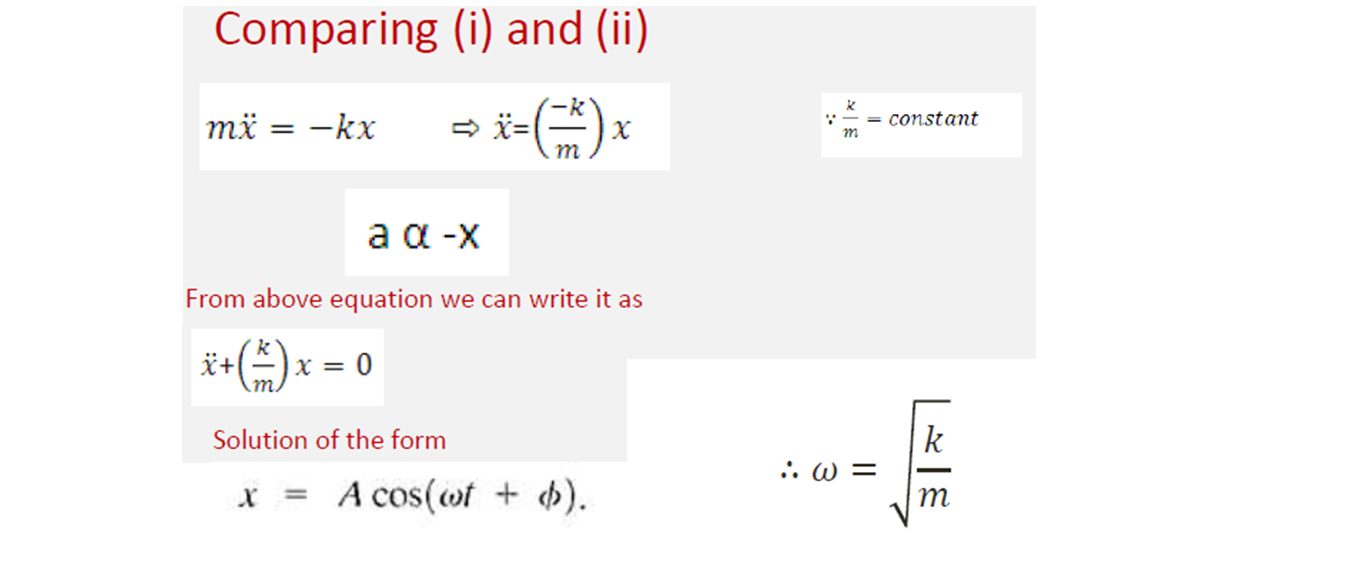 Comparing (i) and (ii)
mẍ = −kx ⇒ ẍ=(−k/m)x
∵ k/m = constant
a α -x
From above equation we can write it as
ẍ+(k/m)x = 0
Solution of the form
x = A cos(ωt + ϕ).
∴ ω = √(k/m)